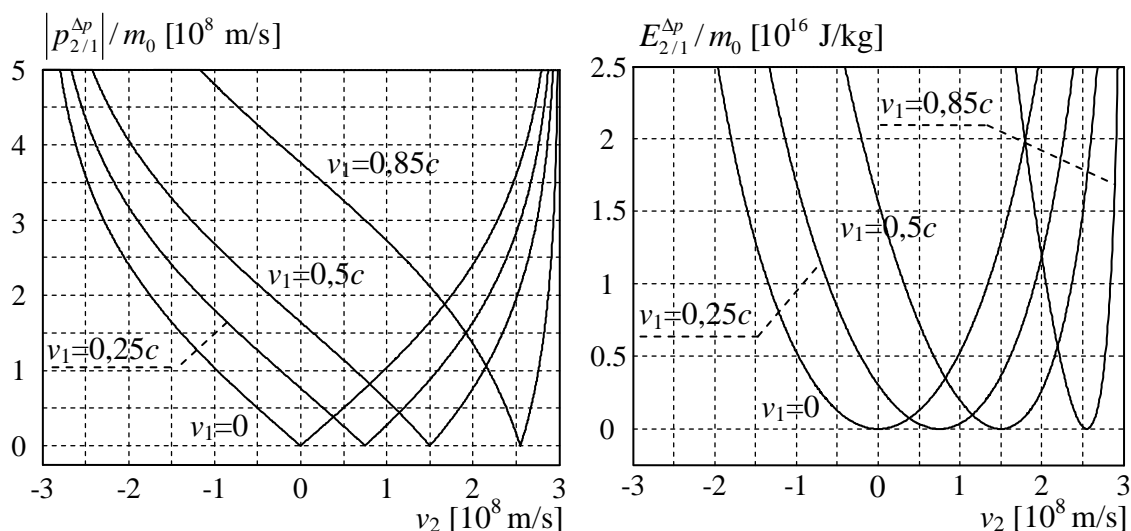 |p^{Δp}_{2/1}| / m_0 [10^8 m/s]
5
4
3
2
1
0
-3 -2 -1 0 1 2 3
v_2 [10^8 m/s]
v_1=0,85c
v_1=0,5c
v_1=0,25c
v_1=0
E^{Δp}_{2/1}/m_0 [10^{16} J/kg]
2.5
2
1.5
1
0.5
0
-3 -2 -1 0 1 2 3
v_2 [10^8 m/s]
v_1=0,85c
v_1=0,5c
v_1=0,25c
v_1=0